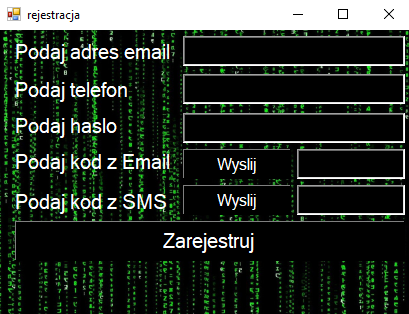 rejestracja
Podaj adres email
Podaj telefon
Podaj haslo
Podaj kod z Email Wyslij
Podaj kod z SMS Wyslij
Zarejestruj